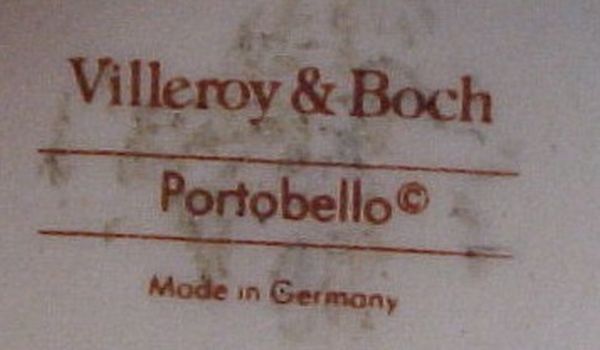 Villeroy & Boch
Portobello©
Made in Germany